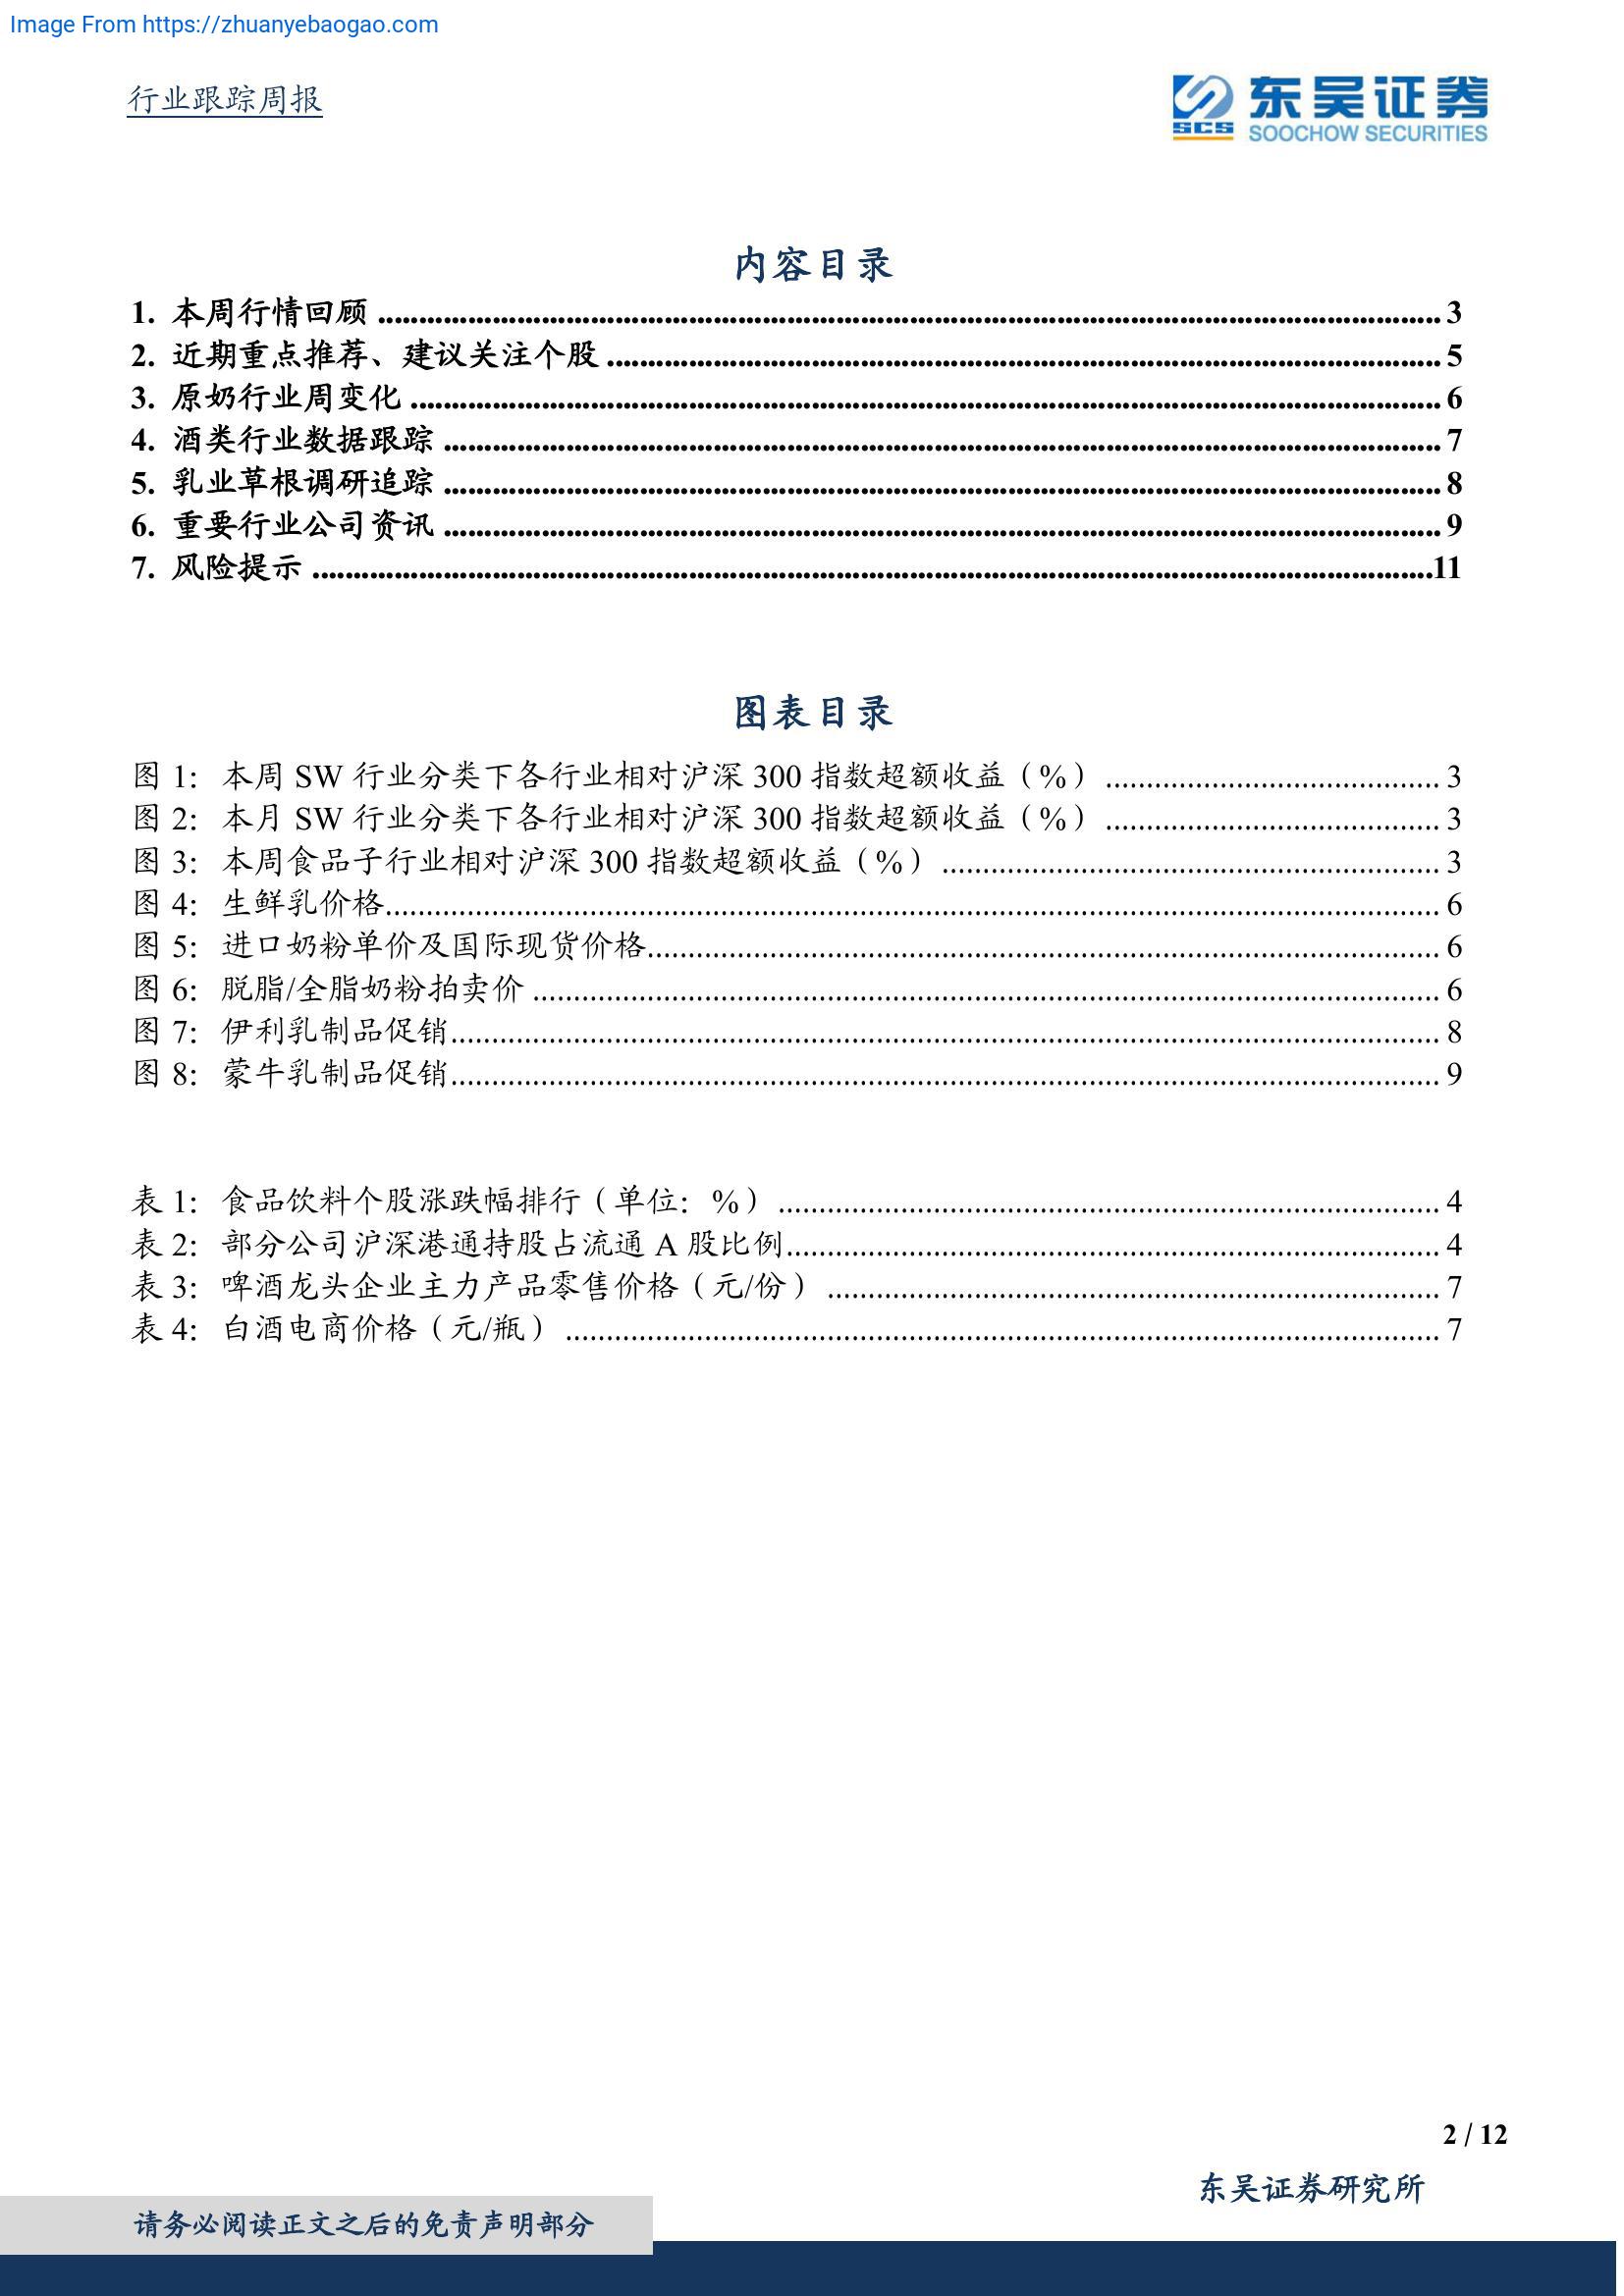 Image From https://zhuanyebaogao.com
行业跟踪周报
SCS 东吴证券
SOOCHOW SECURITIES
内容目录
1. 本周行情回顾 ........ 3
2. 近期重点推荐、建议关注个股 ........ 5
3. 原奶行业周变化 ........ 6
4. 酒类行业数据跟踪 ........ 7
5. 乳业草根调研追踪 ........ 8
6. 重要行业公司资讯 ........ 9
7. 风险提示 ........ 11
图表目录
图 1: 本周 SW 行业分类下各行业相对沪深 300 指数超额收益（%） ........ 3
图 2: 本月 SW 行业分类下各行业相对沪深 300 指数超额收益（%） ........ 3
图 3: 本周食品子行业相对沪深 300 指数超额收益（%） ........ 3
图 4: 生鲜乳价格........ 6
图 5: 进口奶粉单价及国际现货价格........ 6
图 6: 脱脂/全脂奶粉拍卖价 ........ 6
图 7: 伊利乳制品促销........ 8
图 8: 蒙牛乳制品促销........ 9
表 1: 食品饮料个股涨跌幅排行（单位: %） ........ 4
表 2: 部分公司沪深港通持股占流通 A 股比例........ 4
表 3: 啤酒龙头企业主力产品零售价格（元/份） ........ 7
表 4: 白酒电商价格（元/瓶） ........ 7
2 / 12
东吴证券研究所
请务必阅读正文之后的免责声明部分